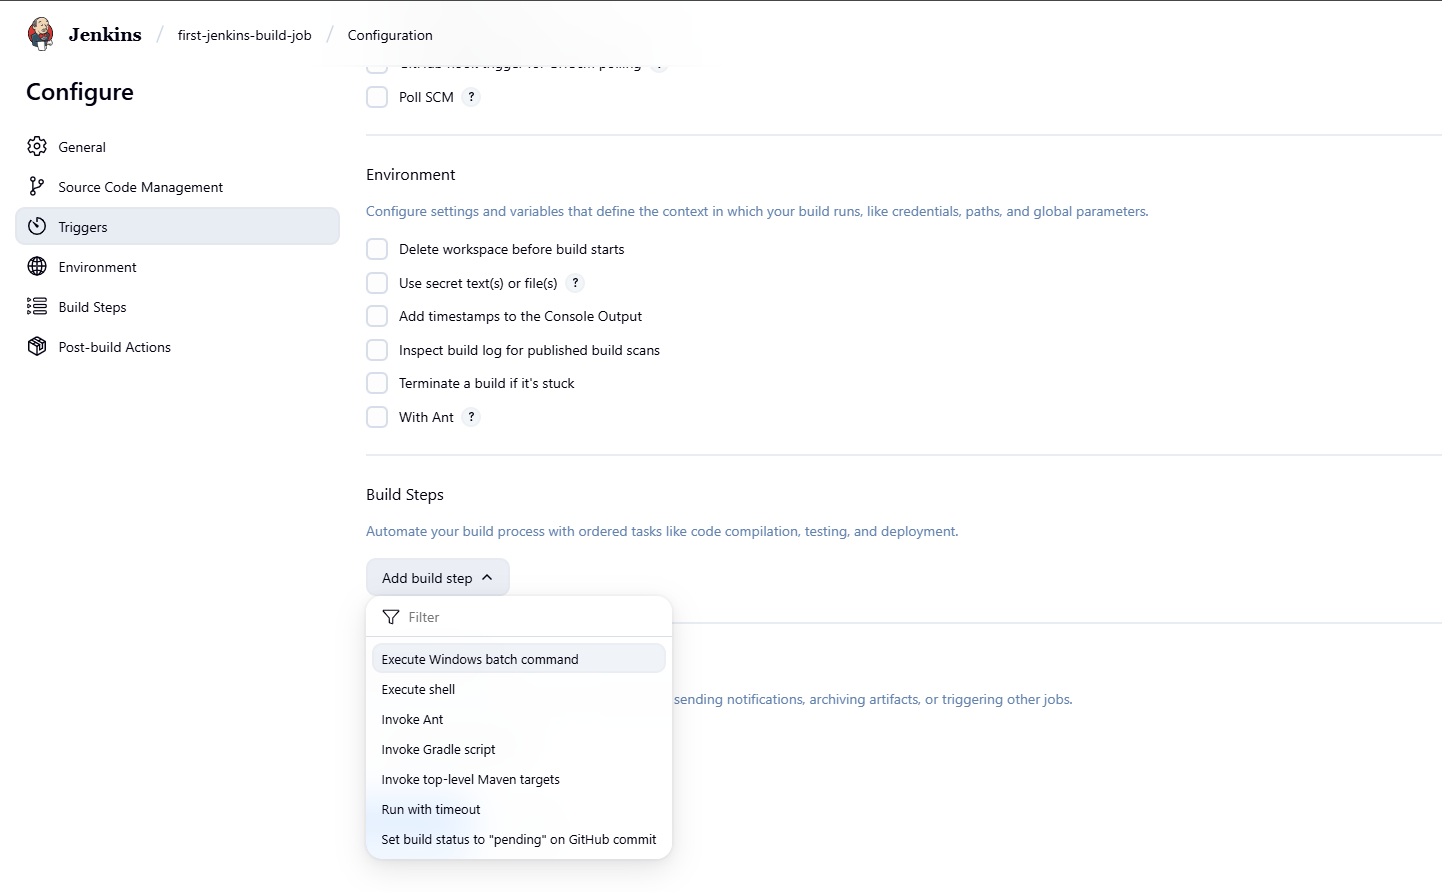 Jenkins / first-jenkins-build-job / Configuration
Configure
General
Source Code Management
Triggers
Environment
Build Steps
Post-build Actions
GitHub hook trigger for GITScm polling ?
Poll SCM ?
Environment
Configure settings and variables that define the context in which your build runs, like credentials, paths, and global parameters.
Delete workspace before build starts
Use secret text(s) or file(s) ?
Add timestamps to the Console Output
Inspect build log for published build scans
Terminate a build if it's stuck
With Ant ?
Build Steps
Automate your build process with ordered tasks like code compilation, testing, and deployment.
Add build step
Filter
Execute Windows batch command
Execute shell
Invoke Ant
Invoke Gradle script
Invoke top-level Maven targets
Run with timeout
Set build status to "pending" on GitHub commit
sending notifications, archiving artifacts, or triggering other jobs.